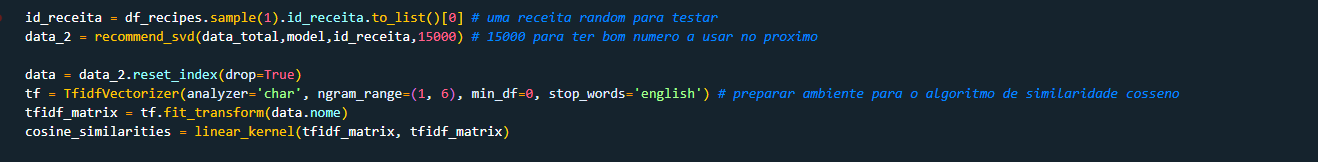 id_receita = df_recipes.sample(1).id_receita.to_list()[0] # uma receita random para testar
data_2 = recommend_svd(data_total,model,id_receita,15000) # 15000 para ter bom numero a usar no proximo
data = data_2.reset_index(drop=True)
tf = TfidfVectorizer(analyzer='char', ngram_range=(1, 6), min_df=0, stop_words='english') # preparar ambiente para o algoritmo de similaridade cosseno
tfidf_matrix = tf.fit_transform(data.nome)
cosine_similarities = linear_kernel(tfidf_matrix, tfidf_matrix)